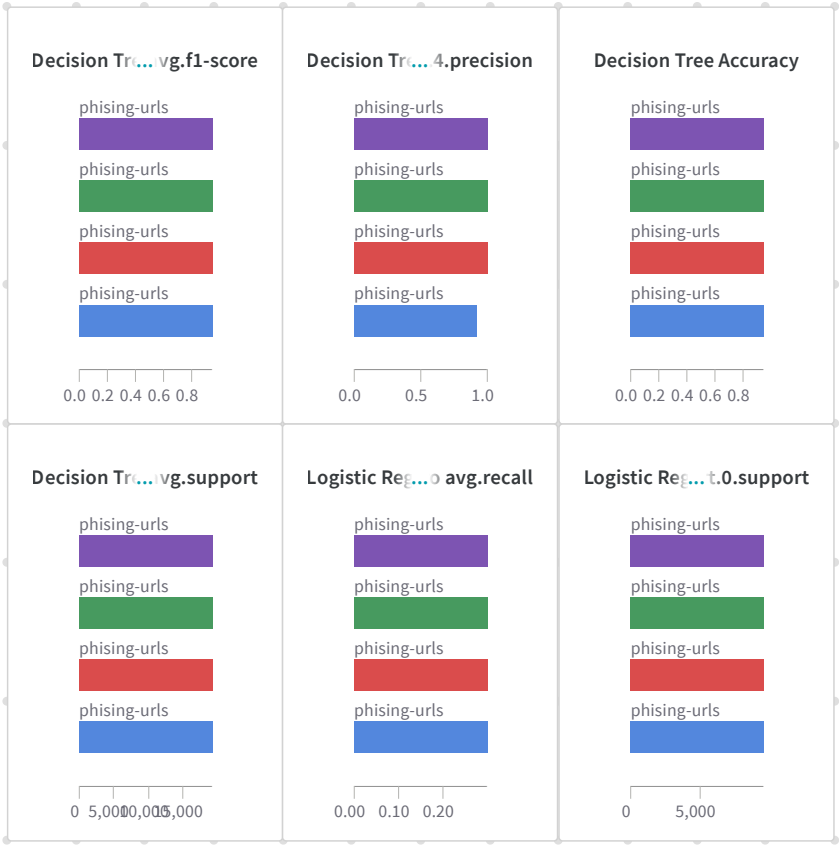 Decision Tr...vg.f1-score
phising-urls
phising-urls
phising-urls
phising-urls
0.0 0.2 0.4 0.6 0.8
Decision Tr...4.precision
phising-urls
phising-urls
phising-urls
phising-urls
0.0 0.5 1.0
Decision Tree Accuracy
phising-urls
phising-urls
phising-urls
phising-urls
0.0 0.2 0.4 0.6 0.8
Decision Tr...vg.support
phising-urls
phising-urls
phising-urls
phising-urls
0 5,000 10,000 15,000
Logistic Reg...o avg.recall
phising-urls
phising-urls
phising-urls
phising-urls
0.00 0.10 0.20
Logistic Reg...t.0.support
phising-urls
phising-urls
phising-urls
phising-urls
0 5,000